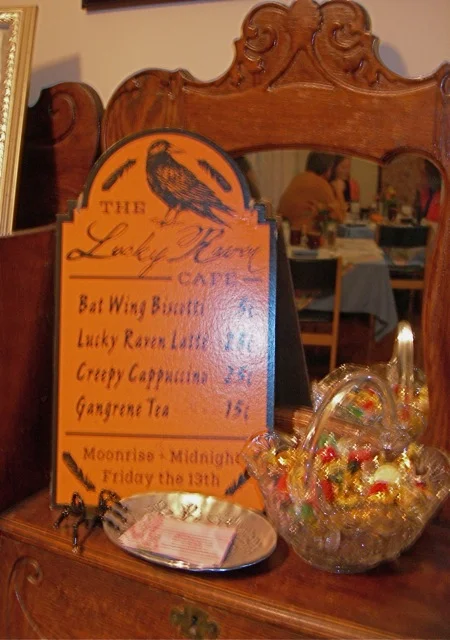 THE
Lucky Raven
CAFE
Bat Wing Biscotti 5¢
Lucky Raven Latte
Creepy Cappuccino 25¢
Gangrene Tea 15¢
Moonrise - Midnight
Friday the 13th